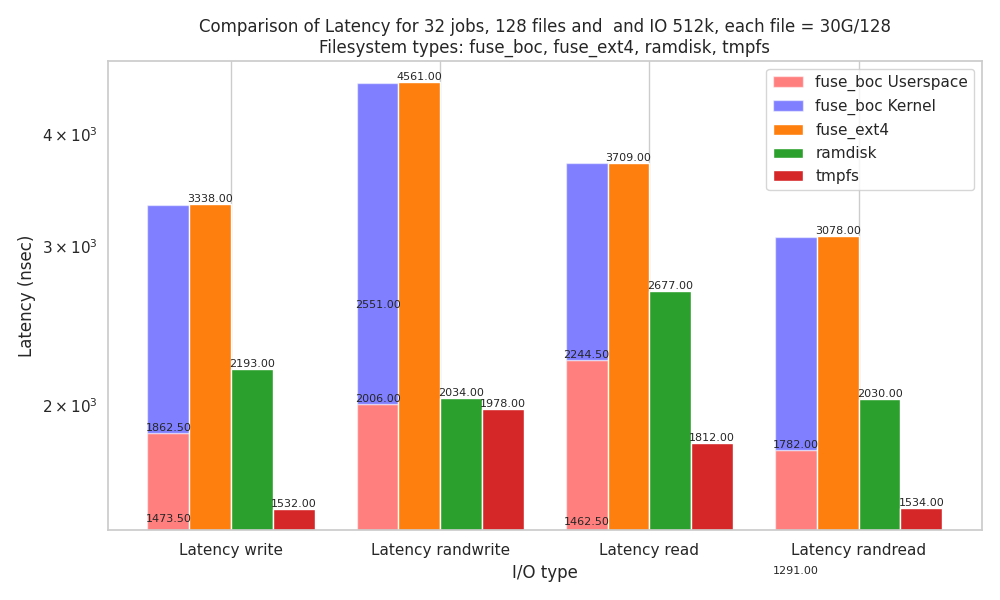 Comparison of Latency for 32 jobs, 128 files and  and IO 512k, each file = 30G/128
Filesystem types: fuse_boc, fuse_ext4, ramdisk, tmpfs
fuse_boc Userspace
fuse_boc Kernel
fuse_ext4
ramdisk
tmpfs
Latency (nsec)
4 × 10³
3 × 10³
2 × 10³
1862.50
1473.50
3338.00
2193.00
1532.00
2551.00
2006.00
4561.00
2034.00
1978.00
2244.50
1462.50
3709.00
2677.00
1812.00
1782.00
1291.00
3078.00
2030.00
1534.00
Latency write
Latency randwrite
Latency read
Latency randread
I/O type